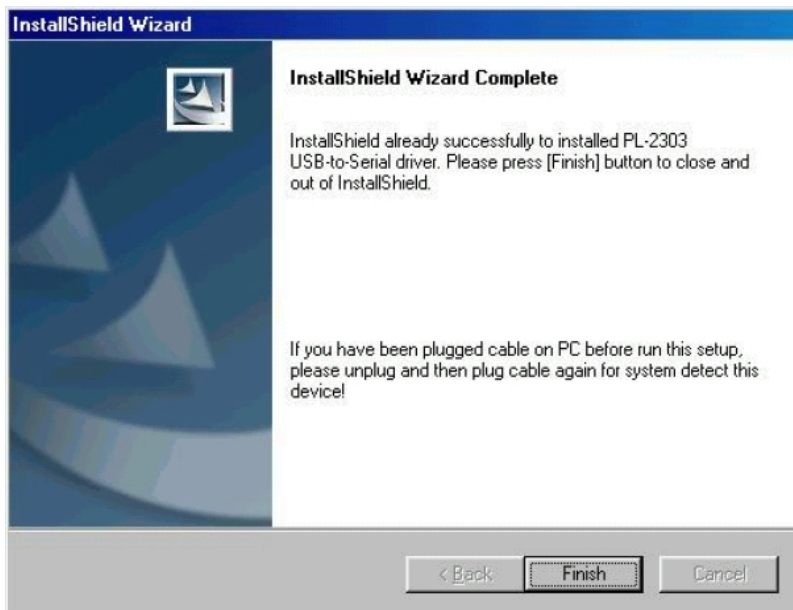 InstallShield Wizard
InstallShield Wizard Complete
InstallShield already successfully to installed PL-2303
USB-to-Serial driver. Please press [Finish] button to close and
out of InstallShield.
If you have been plugged cable on PC before run this setup,
please unplug and then plug cable again for system detect this
device!
< Back Finish Cancel